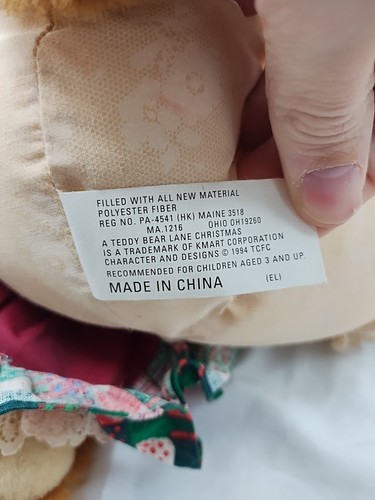 FILLED WITH ALL NEW MATERIAL
POLYESTER FIBER
REG NO. PA-4541 (HK) MAINE 3518
MA.1216 OHIO OH19260
A TEDDY BEAR LANE CHRISTMAS
IS A TRADEMARK OF KMART CORPORATION
CHARACTER AND DESIGNS © 1994 TCFC
RECOMMENDED FOR CHILDREN AGED 3 AND UP.
MADE IN CHINA (EL)